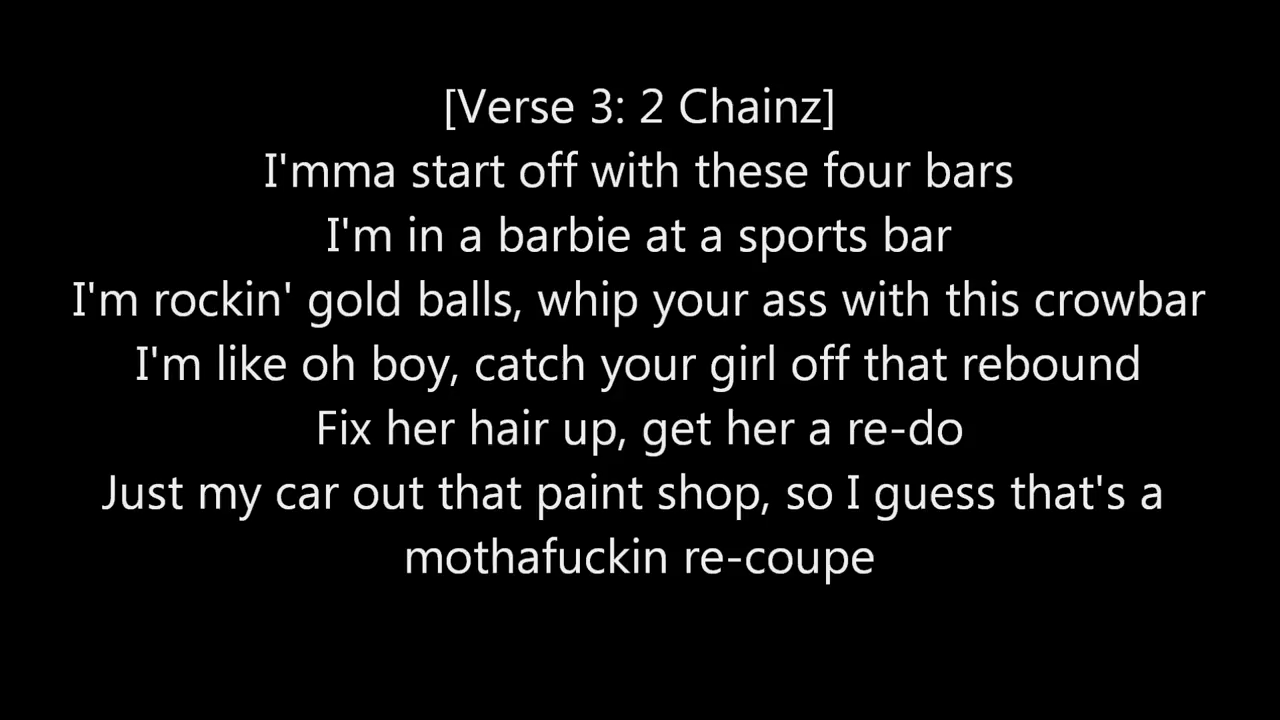 [Verse 3: 2 Chainz]
I'mma start off with these four bars
I'm in a barbie at a sports bar
I'm rockin' gold balls, whip your ass with this crowbar
I'm like oh boy, catch your girl off that rebound
Fix her hair up, get her a re-do
Just my car out that paint shop, so I guess that's a
mothafuckin re-coupe